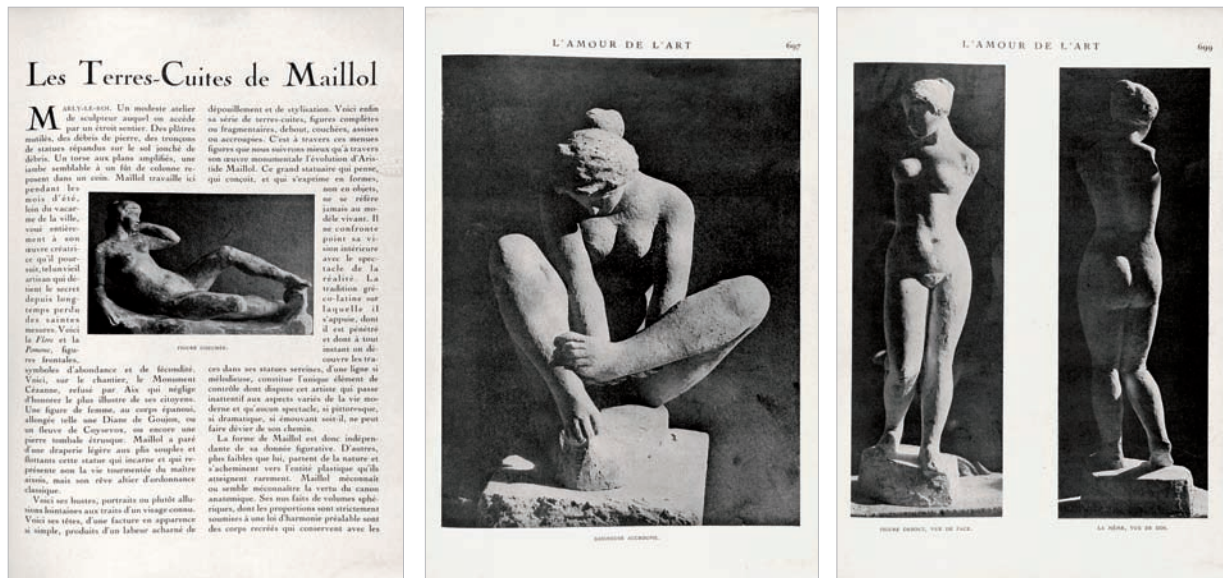 Les Terres-Cuites de Maillol
MARLY-LE-ROI. Un modeste atelier
de sculpteur auquel on accède
par un étroit sentier. Des plâtres
mutilés, des débris de pierre, des tronçons
de statues répandus sur le sol jonché de
débris. Un torse aux plans amplifiés, une
jambe semblable à un fût de colonne re-
posent dans un coin. Maillol travaille ici
pendant les
mois d'été,
loin du vacar-
me de la ville,
voué entière-
ment à son
œuvre créatri-
ce qu'il pour-
suit, tel un vieil
artisan qui dé-
tient le secret
depuis long-
temps perdu
des saintes
mesures. Voici
la Flore et la
Pomone, figu-
res frontales,
symboles d'abondance et de fécondité.
Voici, sur le chantier, le Monument
Cézanne, refusé par Aix qui néglige
d'honorer le plus illustre de ses citoyens.
Une figure de femme, au corps épanoui,
allongée telle une Diane de Goujon, ou
un fleuve de Coysevox, ou encore une
pierre tombale étrusque. Maillol a paré
d'une draperie légère aux plis souples et
flottants cette statue qui incarne et qui re-
présente non la vie tourmentée du maître
aixois, mais son rêve altier d'ordonnance
classique.
Voici ses bustes, portraits ou plutôt allu-
sions lointaines aux traits d'un visage connu.
Voici ses têtes, d'une facture en apparence
si simple, produits d'un labeur acharné de
dépouillement et de stylisation. Voici enfin
sa série de terres-cuites, figures complètes
ou fragmentaires, debout, couchées, assises
ou accroupies. C'est à travers ces menues
figures que nous suivrons mieux qu'à travers
son œuvre monumentale l'évolution d'Aris-
tide Maillol. Ce grand statuaire qui pense,
qui conçoit, et qui s'exprime en formes,
non en objets,
ne se réfère
jamais au mo-
dèle vivant. Il
ne confronte
point sa vi-
sion intérieure
avec le spec-
tacle de la
réalité. La
tradition gré-
co-latine sur
laquelle il
s'appuie, dont
il est pénétré
et dont à tout
instant on dé-
couvre les tra-
ces dans ses statues sereines, d'une ligne si
mélodieuse, constitue l'unique élément de
contrôle dont dispose cet artiste qui passe
inattentif aux aspects variés de la vie mo-
derne et qu'aucun spectacle, si pittoresque,
si dramatique, si émouvant soit-il, ne peut
faire dévier de son chemin.
La forme de Maillol est donc indépen-
dante de sa donnée figurative. D'autres,
plus faibles que lui, partent de la nature et
s'acheminent vers l'entité plastique qu'ils
atteignent rarement. Maillol méconnaît
ou semble méconnaître la vertu du canon
anatomique. Ses nus faits de volumes sphé-
riques, dont les proportions sont strictement
soumises à une loi d'harmonie préalable sont
des corps recréés qui conservent avec les
FIGURE COUCHÉE.
L'AMOUR DE L'ART 697
BAIGNEUSE ACCROUPIE.
L'AMOUR DE L'ART 699
FIGURE DEBOUT, VUE DE FACE.
LA MÊME, VUE DE DOS.